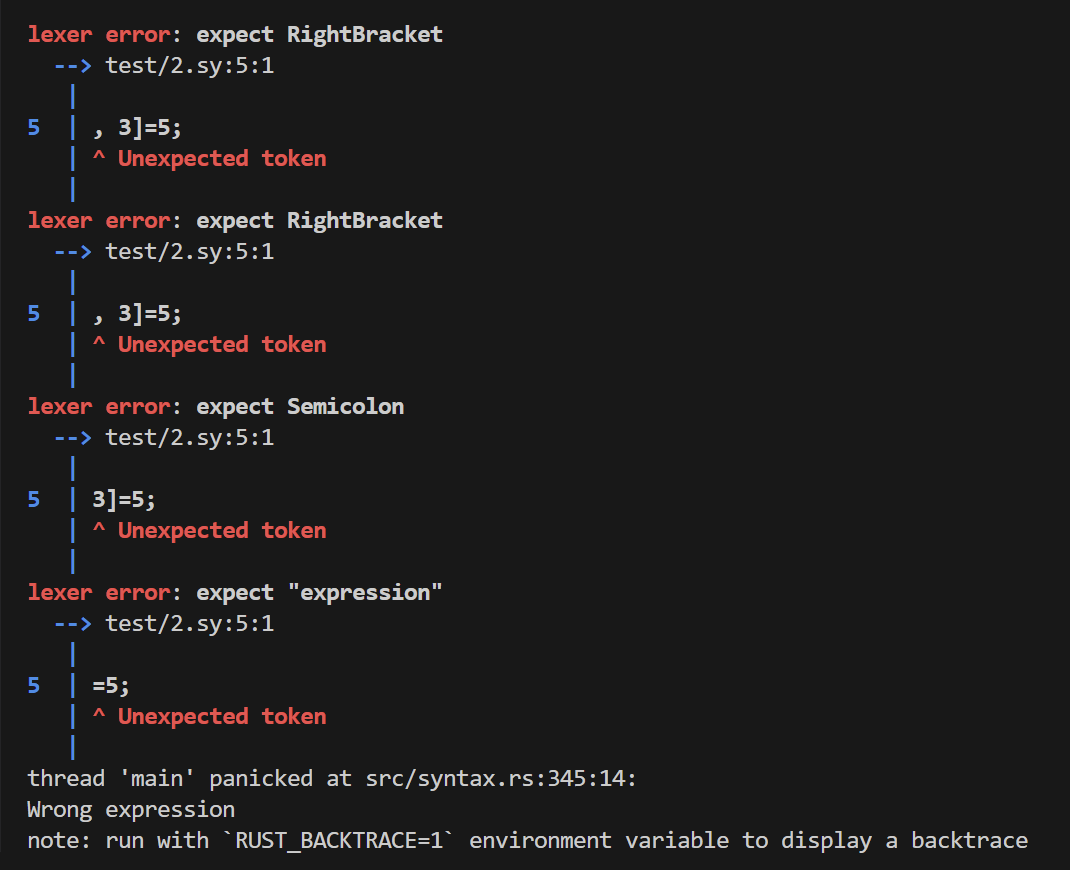 lexer error: expect RightBracket
  --> test/2.sy:5:1
   |
5  | , 3]=5;
   | ^ Unexpected token
   |
lexer error: expect RightBracket
  --> test/2.sy:5:1
   |
5  | , 3]=5;
   | ^ Unexpected token
   |
lexer error: expect Semicolon
  --> test/2.sy:5:1
   |
5  | 3]=5;
   | ^ Unexpected token
   |
lexer error: expect "expression"
  --> test/2.sy:5:1
   |
5  | =5;
   | ^ Unexpected token
   |
thread 'main' panicked at src/syntax.rs:345:14:
Wrong expression
note: run with `RUST_BACKTRACE=1` environment variable to display a backtrace